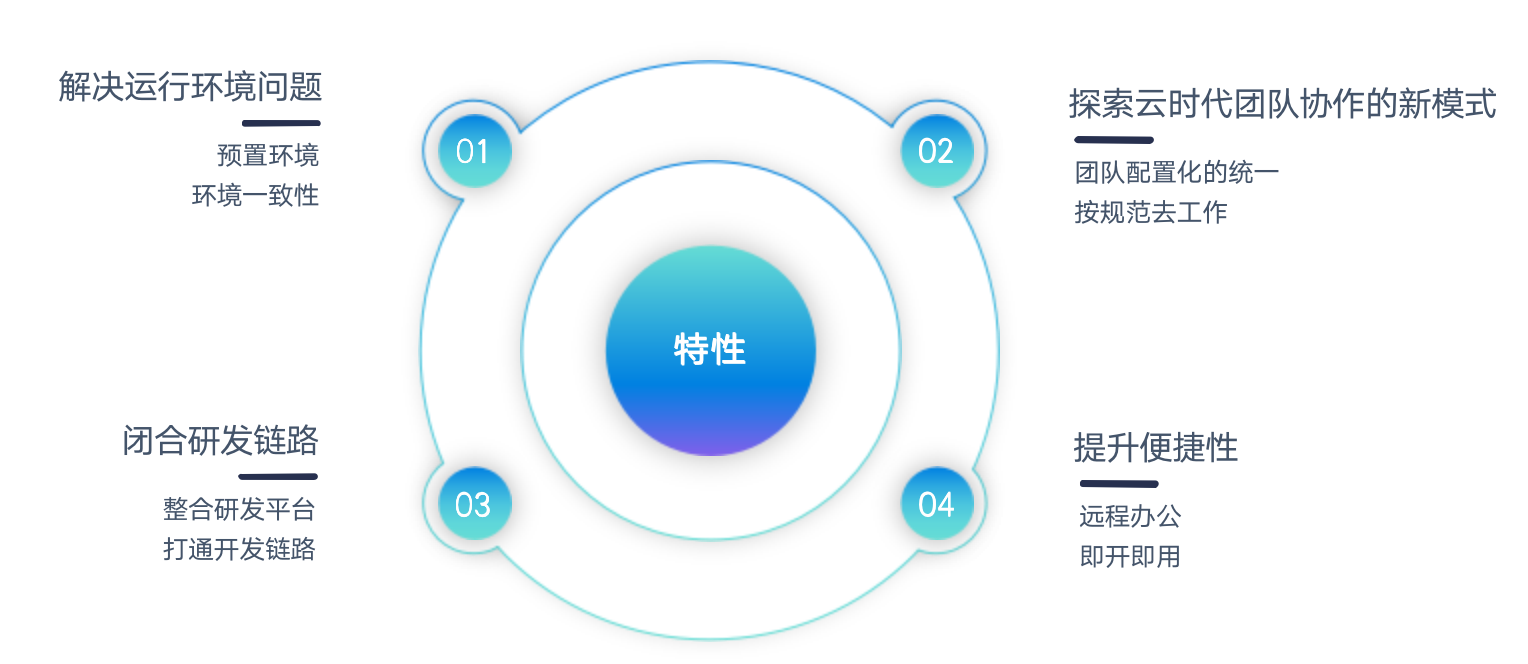 解决运行环境问题
预置环境
环境一致性
01
02
探索云时代团队协作的新模式
团队配置化的统一
按规范去工作
特性
闭合研发链路
整合研发平台
打通开发链路
03
04
提升便捷性
远程办公
即开即用